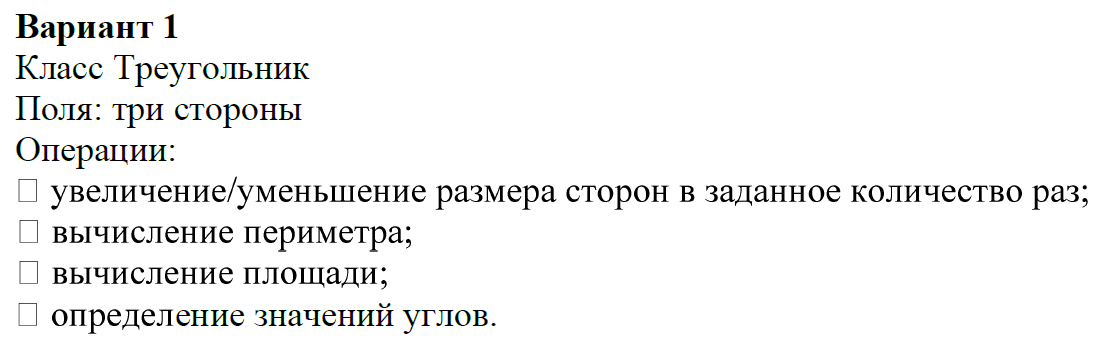 Вариант 1
Класс Треугольник
Поля: три стороны
Операции:
□ увеличение/уменьшение размера сторон в заданное количество раз;
□ вычисление периметра;
□ вычисление площади;
□ определение значений углов.